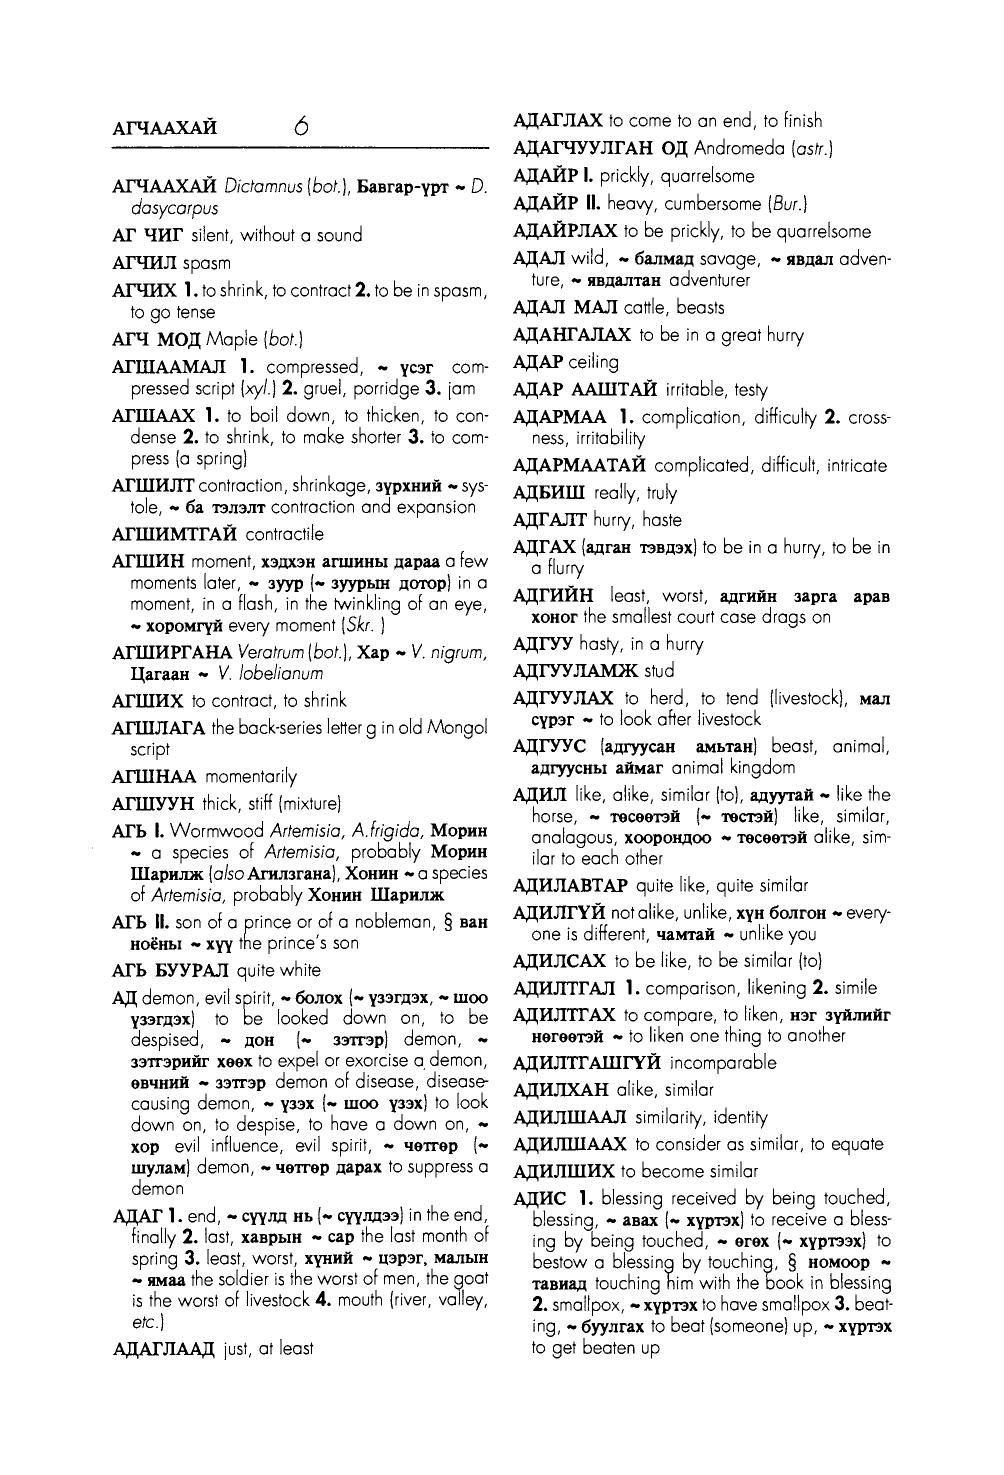 АГЧААХАЙ 6
АГЧААХАЙ Dictamnus (bot.), Бавгар-үрт ~ D.
dasycarpus
АГ ЧИГ silent, without a sound
АГЧИЛ spasm
АГЧИХ 1. to shrink, to contract 2. to be in spasm,
to go tense
АГЧ МОД Maple (bot.)
АГШААМАЛ 1. compressed, ~ үсэг com-
pressed script (xyl.) 2. gruel, porridge 3. jam
АГШААХ 1. to boil down, to thicken, to con-
dense 2. to shrink, to make shorter 3. to com-
press (a spring)
АГШИЛТ contraction, shrinkage, зүрхний ~ sys-
tole, ~ ба тэлэлт contraction and expansion
АГШИМТГАЙ contractile
АГШИН moment, хэдхэн агшины дараа a few
moments later, ~ зуур (~ зуурын дотор) in a
moment, in a flash, in the twinkling of an eye,
~ хоромгүй every moment (Skr. )
АГШИРГАНА Veratrum (bot.), Хар ~ V. nigrum,
Цагаан ~ V. lobelianum
АГШИХ to contract, to shrink
АГШЛАГА the back-series letter g in old Mongol
script
АГШНАА momentarily
АГШУУН thick, stiff (mixture)
АГЬ I. Wormwood Artemisia, A.frigida, Морин
~ a species of Artemisia, probably Морин
Шарилж (also Агилзгана), Хонин ~ a species
of Artemisia, probably Хонин Шарилж
АГЬ II. son of a prince or of a nobleman, § ван
ноёны ~ хүү the prince's son
АГЬ БУУРАЛ quite white
АД demon, evil spirit, ~ болох (~ үзэгдэх, ~ шоо
үзэгдэх) to be looked down on, to be
despised, ~ дон (~ зэтгэр) demon, ~
зэтгэрийг хөөх to expel or exorcise a demon,
өвчний ~ зэтгэр demon of disease, disease-
causing demon, ~ үзэх (~ шоо үзэх) to look
down on, to despise, to have a down on, ~
хор evil influence, evil spirit, ~ чөтгөр (~
шулам) demon, ~ чөтгөр дарах to suppress a
demon
АДАГ 1. end, ~ сүүлд нь (~ сүүлдээ) in the end,
finally 2. last, хаврын ~ сар the last month of
spring 3. least, worst, хүний ~ цэрэг, малын
~ ямаа the soldier is the worst of men, the goat
is the worst of livestock 4. mouth (river, valley,
etc.)
АДАГЛААД just, at least
АДАГЛАХ to come to an end, to finish
АДАГЧУУЛГАН ОД Andromeda (astr.)
АДАЙР I. prickly, quarrelsome
АДАЙР II. heavy, cumbersome (Bur.)
АДАЙРЛАХ to be prickly, to be quarrelsome
АДАЛ wild, ~ балмад savage, ~ явдал adven-
ture, ~ явдалтан adventurer
АДАЛ МАЛ cattle, beasts
АДАНГАЛАХ to be in a great hurry
АДАР ceiling
АДАР ААШТАЙ irritable, testy
АДАРМАА 1. complication, difficulty 2. cross-
ness, irritability
АДАРМААТАЙ complicated, difficult, intricate
АДБИШ really, truly
АДГАЛТ hurry, haste
АДГАХ (адган тэвдэх) to be in a hurry, to be in
a flurry
АДГИЙН least, worst, адгийн зарга арав
хоног the smallest court case drags on
АДГУУ hasty, in a hurry
АДГУУЛАМЖ stud
АДГУУЛАХ to herd, to tend (livestock), мал
сүрэг ~ to look after livestock
АДГУУС (адгуусан амьтан) beast, animal,
адгуусны аймаг animal kingdom
АДИЛ like, alike, similar (to), адуутай ~ like the
horse, ~ төсөөтэй (~ төстэй) like, similar,
analagous, хоорондоо ~ төсөөтэй alike, sim-
ilar to each other
АДИЛАВТАР quite like, quite similar
АДИЛГҮЙ not alike, unlike, хүн болгон ~ every-
one is different, чамтай ~ unlike you
АДИЛСАХ to be like, to be similar (to)
АДИЛТГАЛ 1. comparison, likening 2. simile
АДИЛТГАХ to compare, to liken, нэг зүйлийг
нөгөөтэй ~ to liken one thing to another
АДИЛТГАШГҮЙ incomparable
АДИЛХАН alike, similar
АДИЛШААЛ similarity, identity
АДИЛШААХ to consider as similar, to equate
АДИЛШИХ to become similar
АДИС 1. blessing received by being touched,
blessing, ~ авах (~ хүртэх) to receive a bless-
ing by being touched, ~ өгөх (~ хүртээх) to
bestow a blessing by touching, § номоор ~
тавиад touching him with the book in blessing
2. smallpox, ~ хүртэх to have smallpox 3. beat-
ing, ~ буулгах to beat (someone) up, ~ хүртэх
to get beaten up